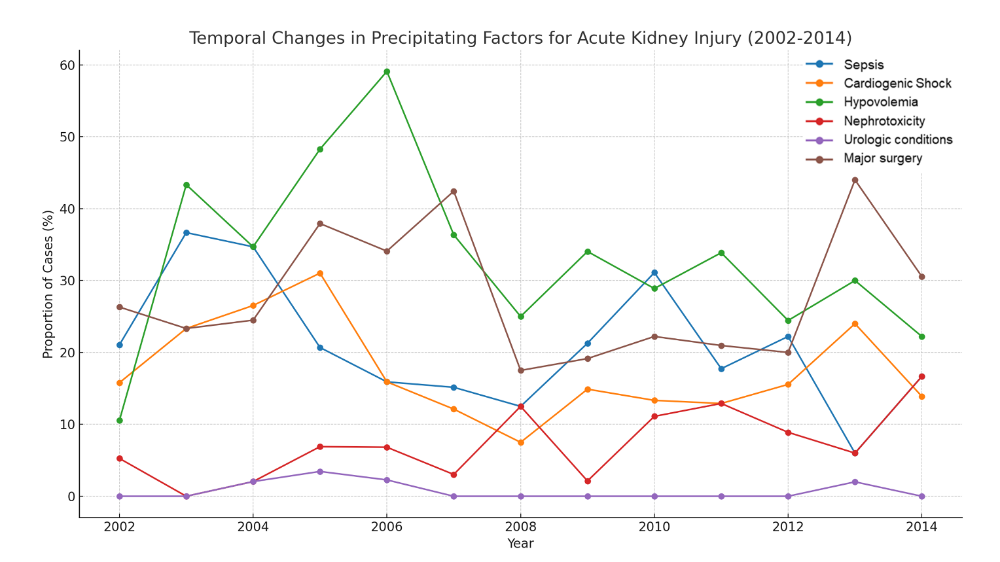 Temporal Changes in Precipitating Factors for Acute Kidney Injury (2002-2014)
60
50
40
30
20
10
0
Proportion of Cases (%)
Sepsis
Cardiogenic Shock
Hypovolemia
Nephrotoxicity
Urologic conditions
Major surgery
2002 2004 2006 2008 2010 2012 2014
Year